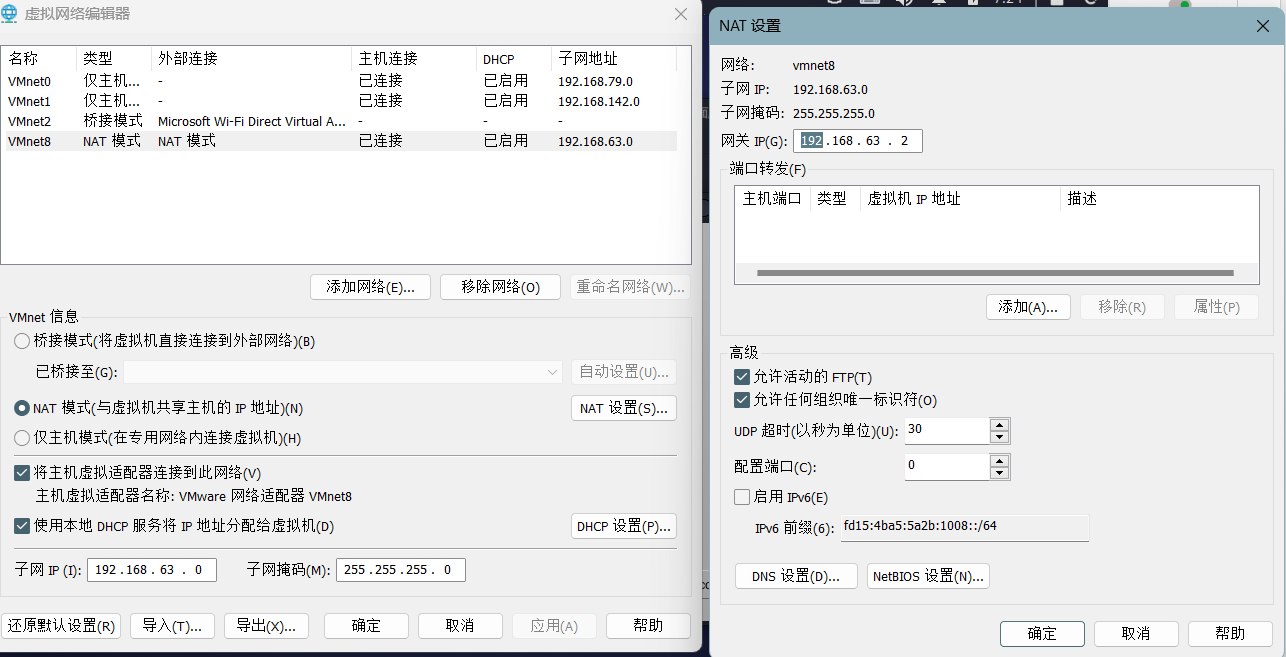 虚拟网络编辑器
名称 类型 外部连接 主机连接 DHCP 子网地址
VMnet0 仅主机... - 已连接 已启用 192.168.79.0
VMnet1 仅主机... - 已连接 已启用 192.168.142.0
VMnet2 桥接模式 Microsoft Wi-Fi Direct Virtual A... - - -
VMnet8 NAT 模式 NAT 模式 已连接 已启用 192.168.63.0
添加网络(E)... 移除网络(O) 重命名网络(W)...
VMnet 信息
桥接模式(将虚拟机直接连接到外部网络)(B)
已桥接至(G): 自动设置(U)...
NAT 模式(与虚拟机共享主机的 IP 地址)(N) NAT 设置(S)...
仅主机模式(在专用网络内连接虚拟机)(H)
将主机虚拟适配器连接到此网络(V)
主机虚拟适配器名称: VMware 网络适配器 VMnet8
使用本地 DHCP 服务将 IP 地址分配给虚拟机(D) DHCP 设置(P)...
子网 IP (I): 192 . 168 . 63 . 0 子网掩码(M): 255 . 255 . 255 . 0
还原默认设置(R) 导入(T)... 导出(X)... 确定 取消 应用(A) 帮助
NAT 设置
网络: vmnet8
子网 IP: 192.168.63.0
子网掩码: 255.255.255.0
网关 IP(G): 192 . 168 . 63 . 2
端口转发(F)
主机端口 类型 虚拟机 IP 地址 描述
添加(A)... 移除(R) 属性(P)
高级
允许活动的 FTP(T)
允许任何组织唯一标识符(O)
UDP 超时(以秒为单位)(U): 30
配置端口(C): 0
启用 IPv6(E)
IPv6 前缀(6): fd15:4ba5:5a2b:1008::/64
DNS 设置(D)... NetBIOS 设置(N)...
确定 取消 帮助